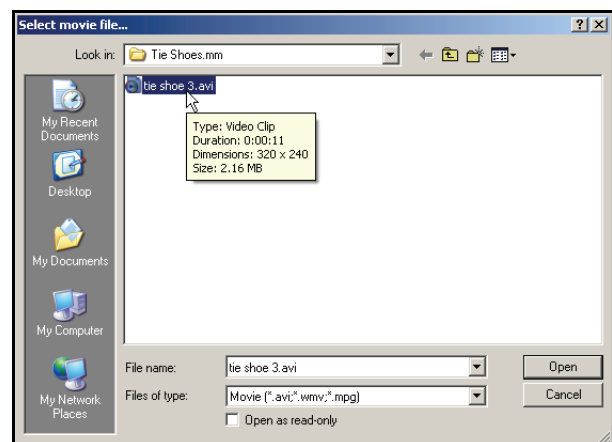 Select movie file...
Look in:
Tie Shoes.mm
My Recent
Documents
Desktop
My Documents
My Computer
My Network
Places
tie shoe 3.avi
Type: Video Clip
Duration: 0:00:11
Dimensions: 320 x 240
Size: 2.16 MB
File name:
tie shoe 3.avi
Open
Files of type:
Movie (*.avi;*.wmv;*.mpg)
Cancel
Open as read-only